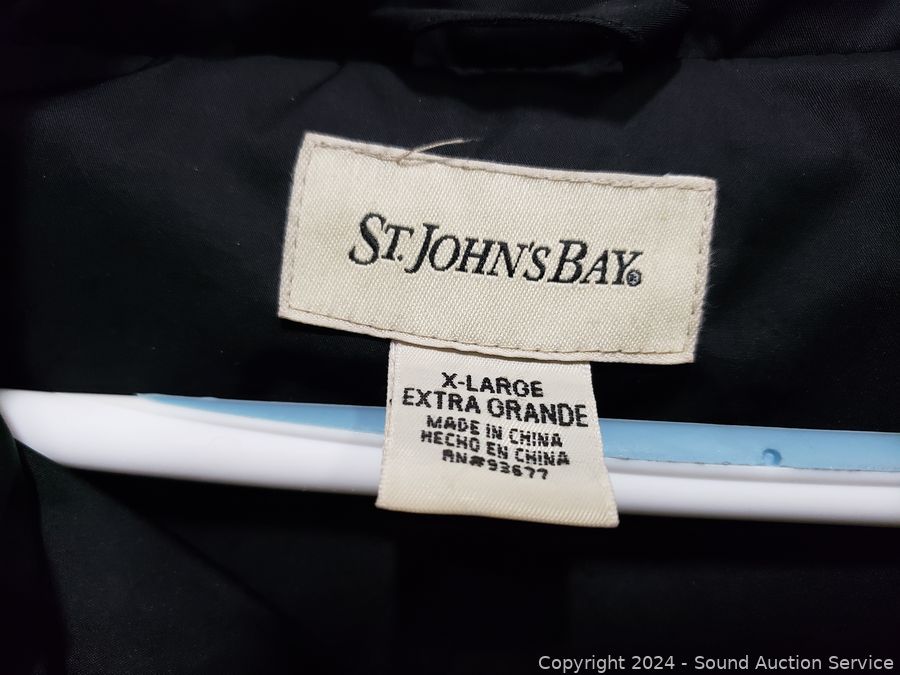 ST. JOHN'S BAY®
X-LARGE
EXTRA GRANDE
MADE IN CHINA
HECHO EN CHINA
RN#93677
Copyright 2024 - Sound Auction Service